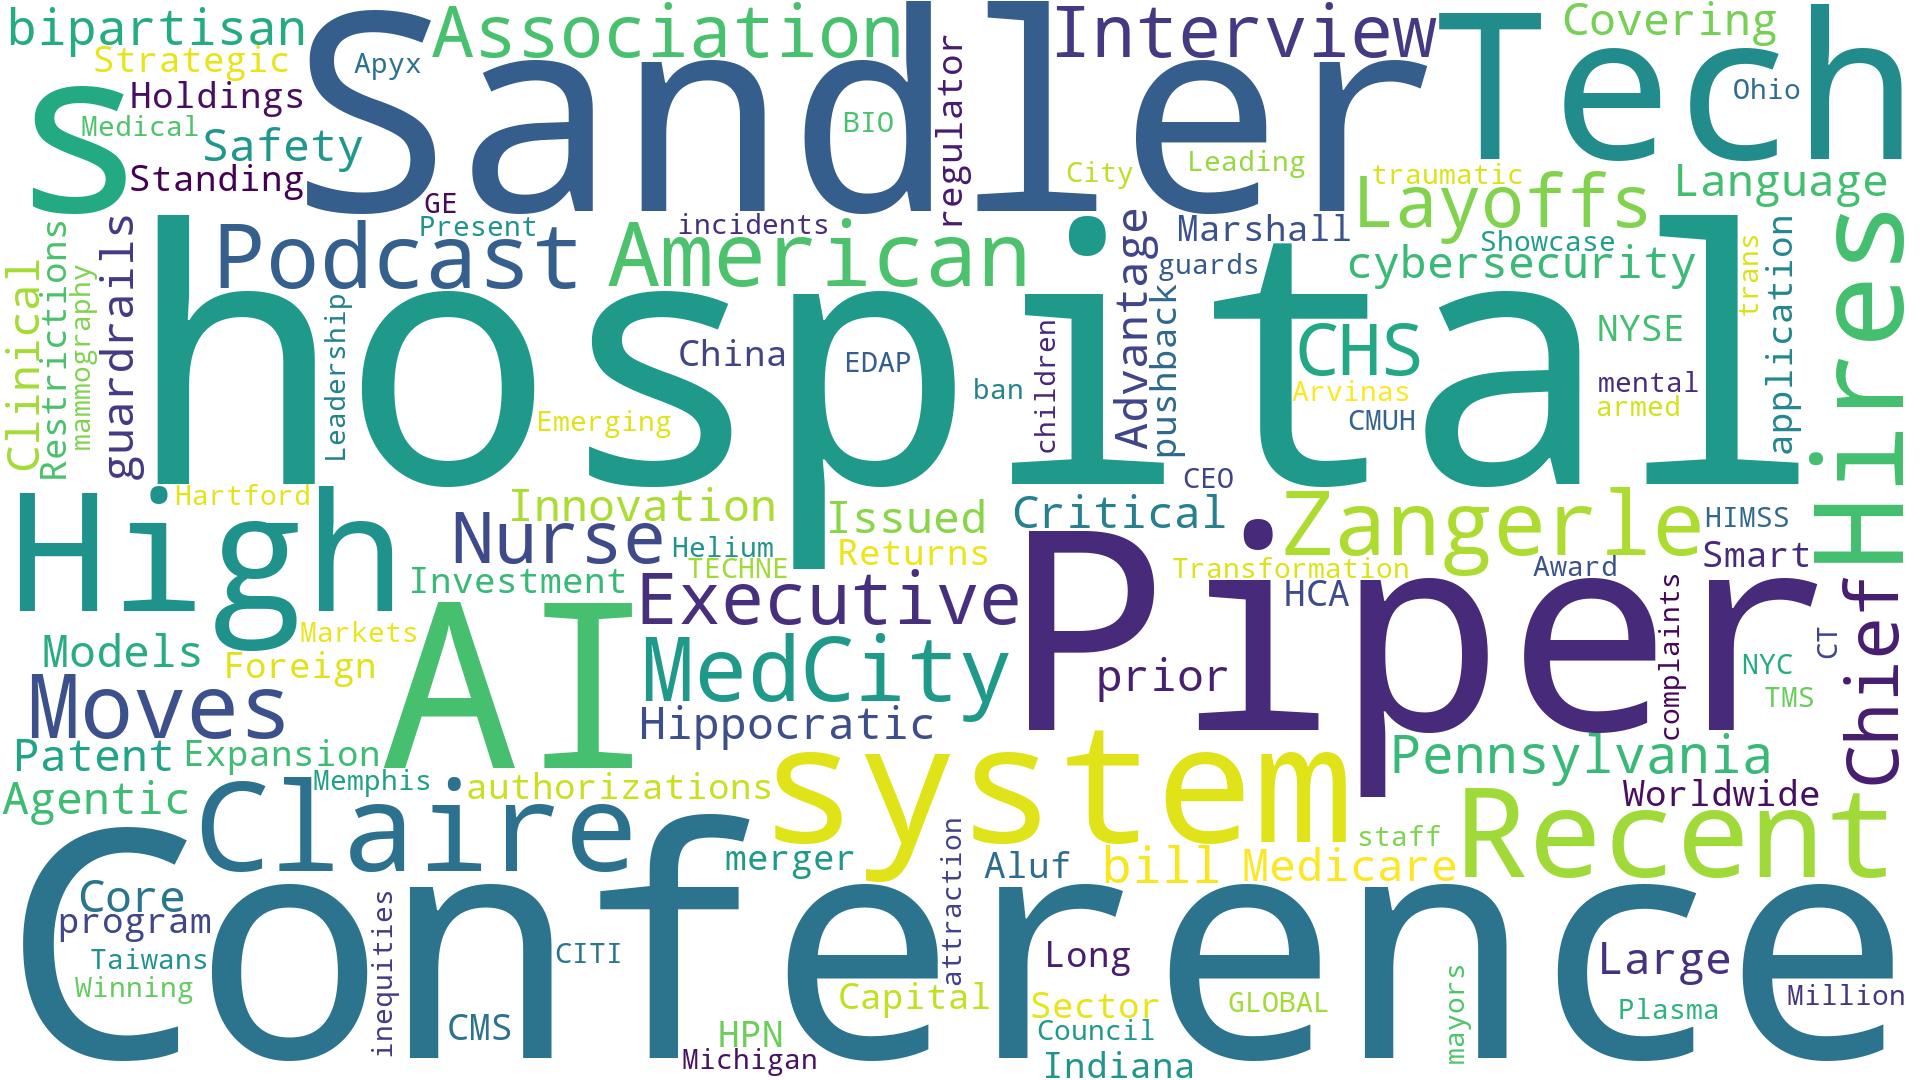 bipartisan
Association
Interview
Tech
Covering
Strategic
Apyx
Sandler
regulator
Ohio
Holdings
s
Medical
BIO
Safety
Standing
City
Leading
traumatic
Language
Layoffs
GE
Present
incidents
Podcast
American
Advantage
Marshall
guards
Showcase
cybersecurity
application
trans
Hires
Clinical
Restrictions
mammography
guardrails
hospital
Leadership
China
EDAP
ban
children
pushback
CHS
NYSE
Arvinas
mental
armed
CMUH
Emerging
CEO
High
Hartford
Innovation
Nurse
Issued
Critical
Zangerle
HIMSS
Helium
TECHNE
Returns
Smart
Investment
Executive
Piper
Transformation
Award
HCA
complaints
Chief
CT
Markets
Models
Foreign
AI
MedCity
prior
NYC
TMS
Moves
Hippocratic
Patent
Expansion
system
Pennsylvania
Agentic
Memphis
authorizations
Worldwide
Claire
Recent
merger
attraction
Aluf
bill
Medicare
staff
Conference
Core
program
Taiwans
Winning
inequities
CITI
CMS
Long
Large
Capital
Sector
GLOBAL
mayors
Plasma
Million
HPN
Michigan
Council
Indiana